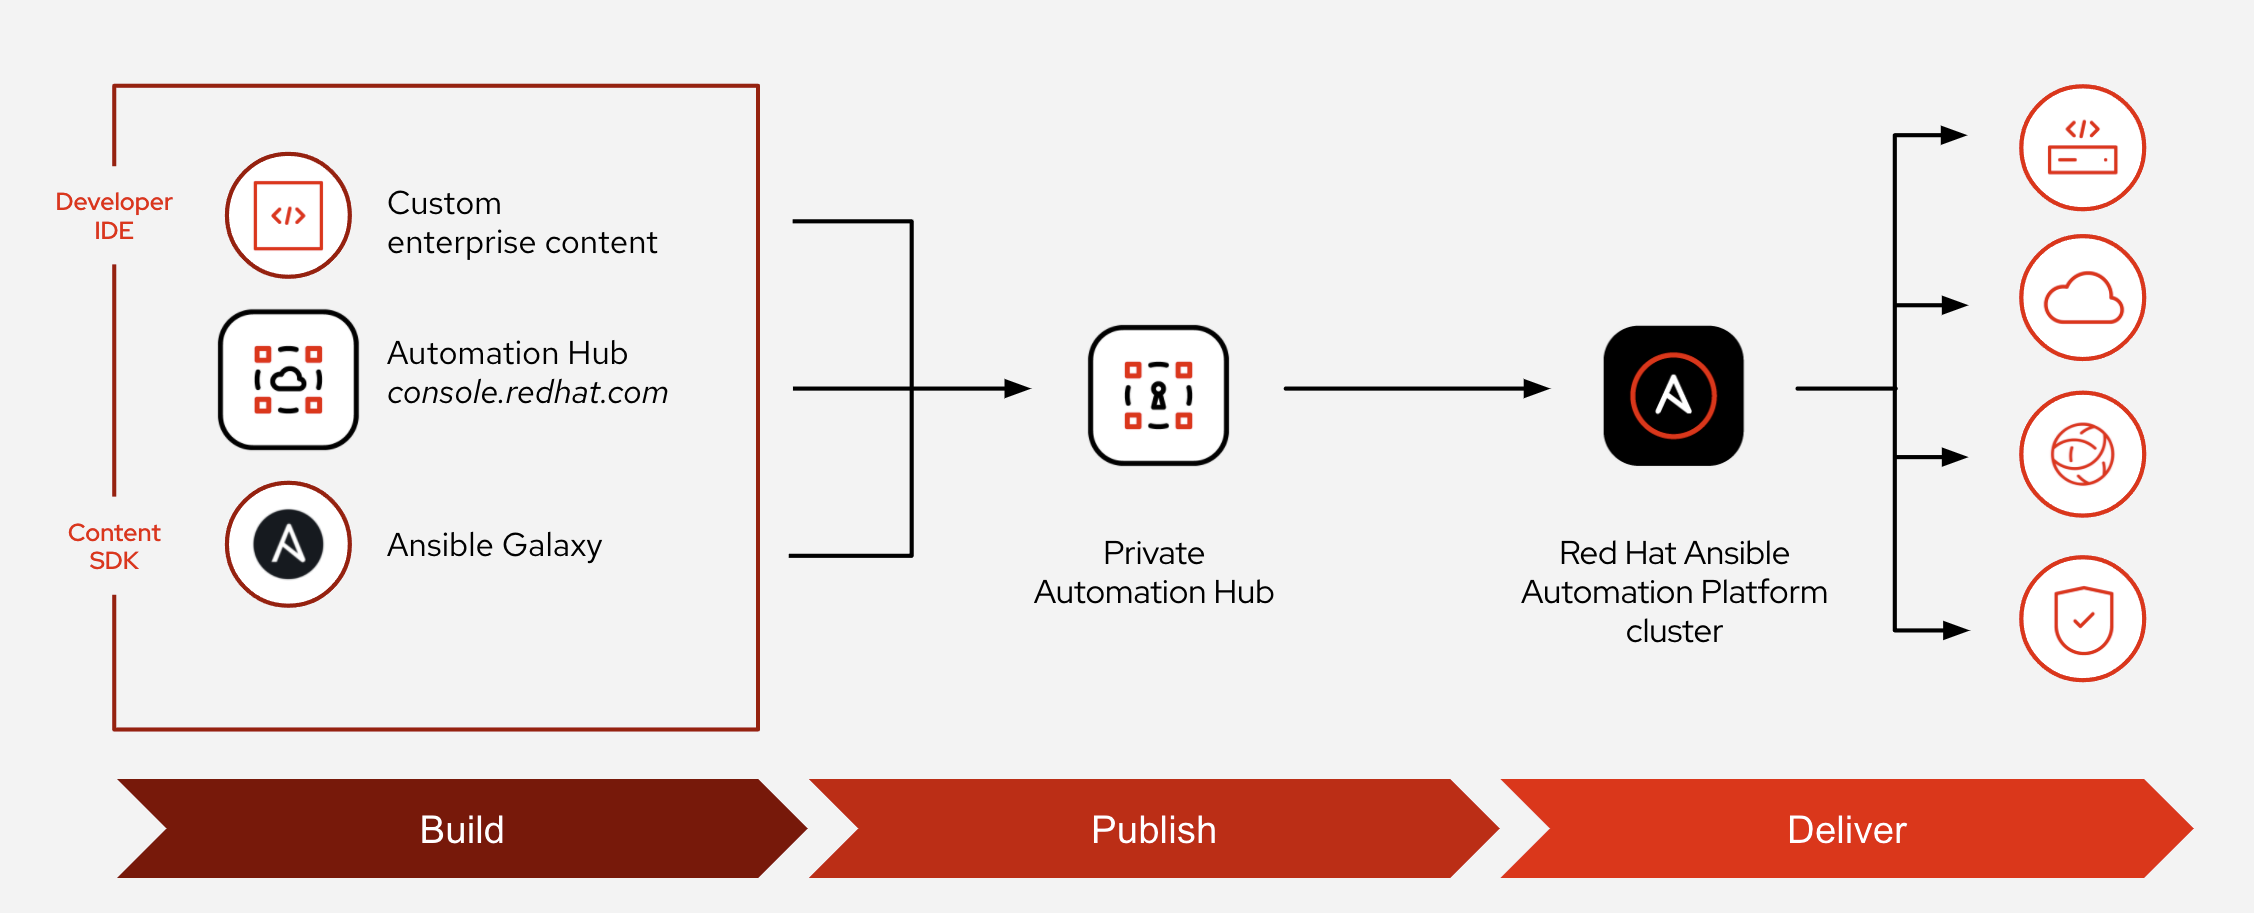 Developer
IDE
Custom
enterprise content
Automation Hub
console.redhat.com
Content
SDK
Ansible Galaxy
Private
Automation Hub
Red Hat Ansible
Automation Platform
cluster
Build
Publish
Deliver